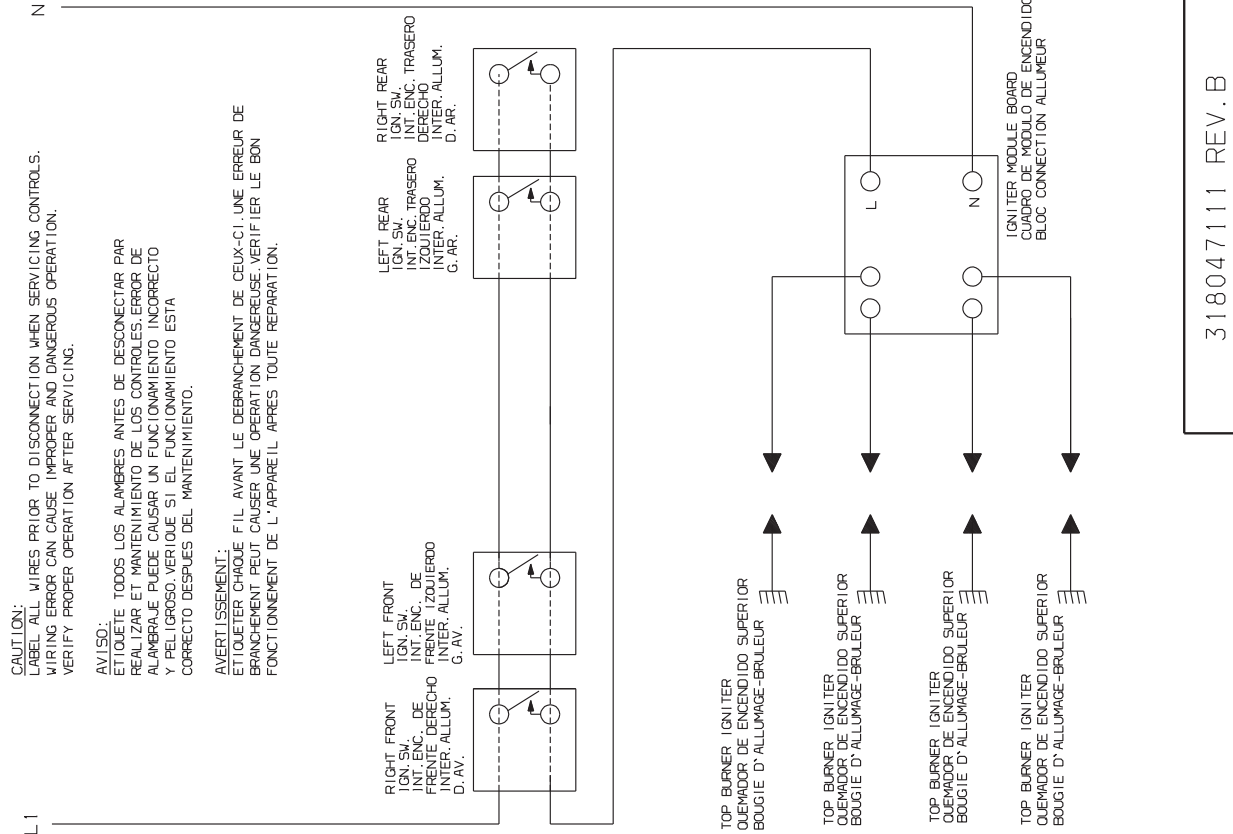 L1
N
CAUTION:
LABEL ALL WIRES PRIOR TO DISCONNECTION WHEN SERVICING CONTROLS.
WIRING ERROR CAN CAUSE IMPROPER AND DANGEROUS OPERATION.
VERIFY PROPER OPERATION AFTER SERVICING.
AVISO:
ETIQUETE TODOS LOS ALAMBRES ANTES DE DESCONECTAR PAR
REALIZAR ET MANTENIMIENTO DE LOS CONTROLES. ERROR DE
ALAMBRAJE PUEDE CAUSAR UN FUNCIONAMIENTO INCORRECTO
Y PELIGROSO. VERIQUE SI EL FUNCIONAMIENTO ESTA
CORRECTO DESPUES DEL MANTENIMIENTO.
AVERTISSEMENT:
ETIQUETER CHAQUE FIL AVANT LE DEBRANCHEMENT DE CEUX-CI. UNE ERREUR DE
BRANCHEMENT PEUT CAUSER UNE OPERATION DANGEREUSE. VERIFIER LE BON
FONCTIONNEMENT DE L'APPAREIL APRES TOUTE REPARATION.
RIGHT FRONT
IGN. SW.
INT. ENC. DE
FRENTE DERECHO
INTER. ALLUM.
D. AV.
LEFT FRONT
IGN. SW.
INT. ENC. DE
FRENTE IZQUIERDO
INTER. ALLUM.
G. AV.
LEFT REAR
IGN. SW.
INT. ENC. TRASERO
IZQUIERDO
INTER. ALLUM.
G. AR.
RIGHT REAR
IGN. SW.
INT. ENC. TRASERO
DERECHO
INTER. ALLUM.
D. AR.
TOP BURNER IGNITER
QUEMADOR DE ENCENDIDO SUPERIOR
BOUGIE D'ALLUMAGE-BRULEUR
TOP BURNER IGNITER
QUEMADOR DE ENCENDIDO SUPERIOR
BOUGIE D'ALLUMAGE-BRULEUR
TOP BURNER IGNITER
QUEMADOR DE ENCENDIDO SUPERIOR
BOUGIE D'ALLUMAGE-BRULEUR
TOP BURNER IGNITER
QUEMADOR DE ENCENDIDO SUPERIOR
BOUGIE D'ALLUMAGE-BRULEUR
L
N
IGNITER MODULE BOARD
CUADRO DE MODULO DE ENCENDIDO
BLOC CONNECTION ALLUMEUR
318047111 REV. B